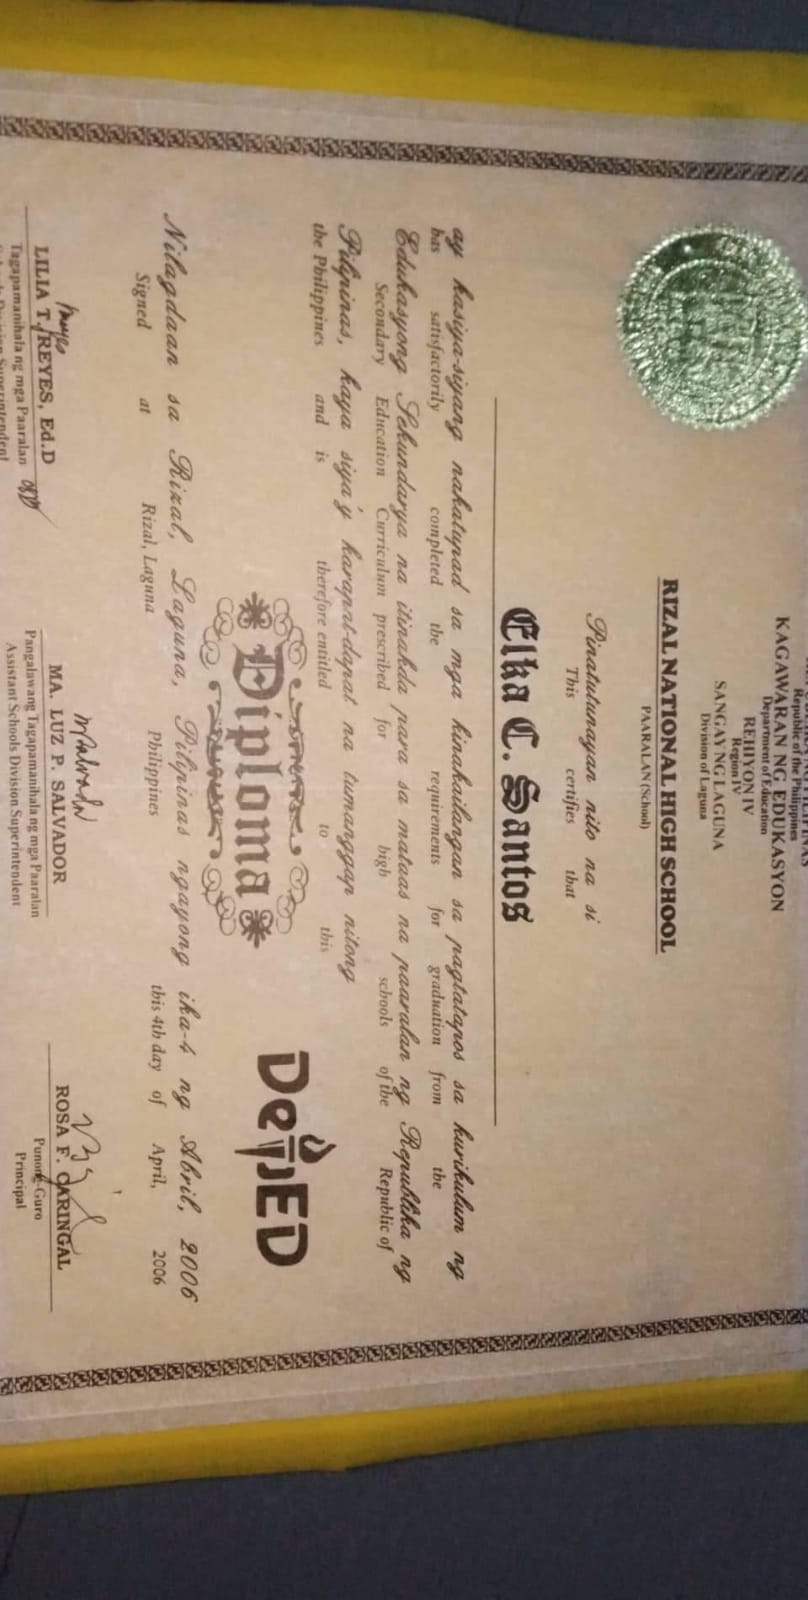 Republic of the Philippines
KAGAWARAN NG EDUKASYON
Department of Education
REHIYON IV
Region IV
SANGAY NG LAGUNA
Division of Laguna
RIZAL NATIONAL HIGH SCHOOL
PAARALAN (School)
Pinatutunayan nito na si
This certifies that
Elka C. Santos
ay kasiya-siyang nakatupad sa mga kinakailangan sa pagtatapos sa kurikulum ng
has satisfactorily completed the requirements for graduation from the
Edukasyong Sekundarya na itinakda para sa mataas na paaralan ng Republika ng
Secondary Education Curriculum prescribed for high schools of the Republic of
Pilipinas, kaya siya'y karapat-dapat na tumanggap nitong
the Philippines and is therefore entitled to this
Diploma
DepED
Nilagdaan sa Rizal, Laguna, Pilipinas ngayong ika-4 ng Abril, 2006
Signed at Rizal, Laguna Philippines this 4th day of April, 2006
LILIA T. REYES, Ed.D
Tagapamanihala ng mga Paaralan
MA. LUZ P. SALVADOR
Pangalawang Tagapamanihala ng mga Paaralan
Assistant Schools Division Superintendent
ROSA F. CARINGAL
Punong-Guro
Principal